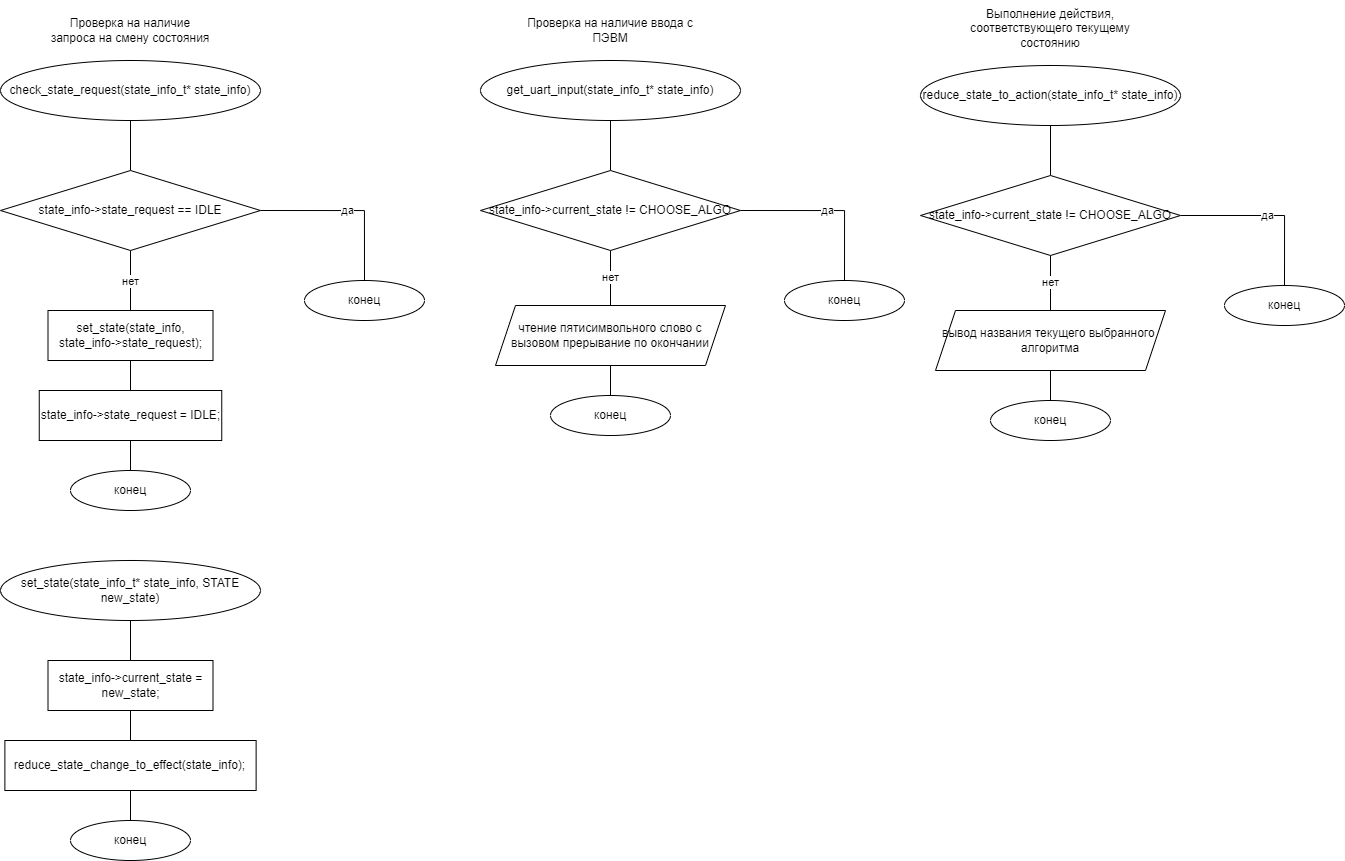 Проверка на наличие
запроса на смену состояния
check_state_request(state_info_t* state_info)
state_info->state_request == IDLE
да
конец
нет
set_state(state_info,
state_info->state_request);
state_info->state_request = IDLE;
конец
set_state(state_info_t* state_info, STATE
new_state)
state_info->current_state =
new_state;
reduce_state_change_to_effect(state_info);
конец
Проверка на наличие ввода с
ПЭВМ
get_uart_input(state_info_t* state_info)
state_info->current_state != CHOOSE_ALGO
да
конец
нет
чтение пятисимвольного слово с
вызовом прерывание по окончании
конец
Выполнение действия,
соответствующего текущему
состоянию
reduce_state_to_action(state_info_t* state_info)
state_info->current_state != CHOOSE_ALGO
да
конец
нет
вывод названия текущего выбранного
алгоритма
конец